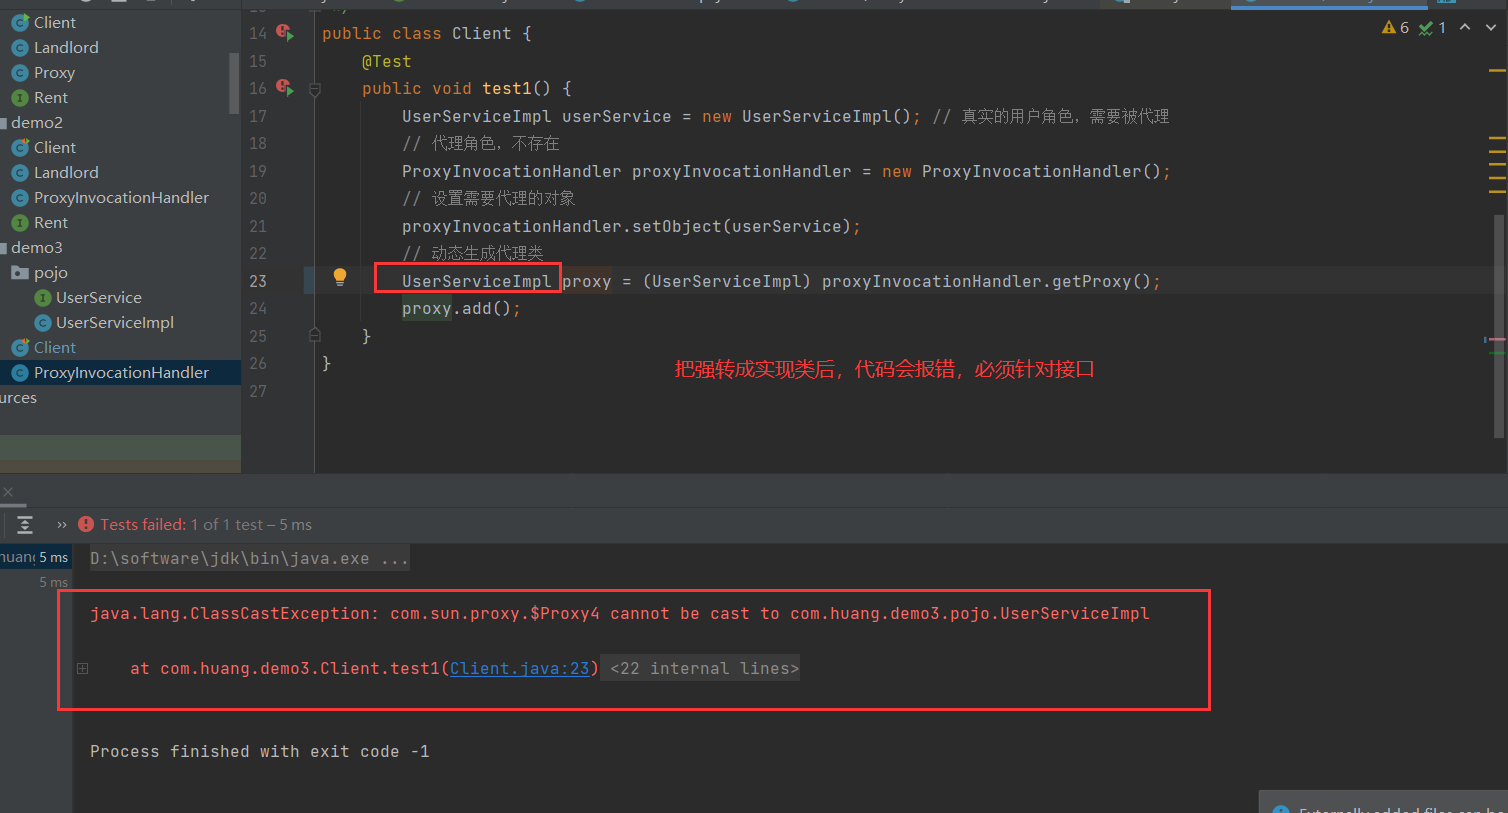 Client
Landlord
Proxy
Rent
demo2
Client
Landlord
ProxyInvocationHandler
Rent
demo3
pojo
UserService
UserServiceImpl
Client
ProxyInvocationHandler
urces
6 1
14 public class Client {
15 @Test
16 public void test1() {
17 UserServiceImpl userService = new UserServiceImpl(); // 真实的用户角色，需要被代理
18 // 代理角色，不存在
19 ProxyInvocationHandler proxyInvocationHandler = new ProxyInvocationHandler();
20 // 设置需要代理的对象
21 proxyInvocationHandler.setObject(userService);
22 // 动态生成代理类
23 UserServiceImpl proxy = (UserServiceImpl) proxyInvocationHandler.getProxy();
24 proxy.add();
25 }
26 }
27
把强转成实现类后，代码会报错，必须针对接口
Tests failed: 1 of 1 test – 5 ms
5 ms
5 ms
D:\software\jdk\bin\java.exe ...
java.lang.ClassCastException: com.sun.proxy.$Proxy4 cannot be cast to com.huang.demo3.pojo.UserServiceImpl
at com.huang.demo3.Client.test1(Client.java:23) <22 internal lines>
Process finished with exit code -1